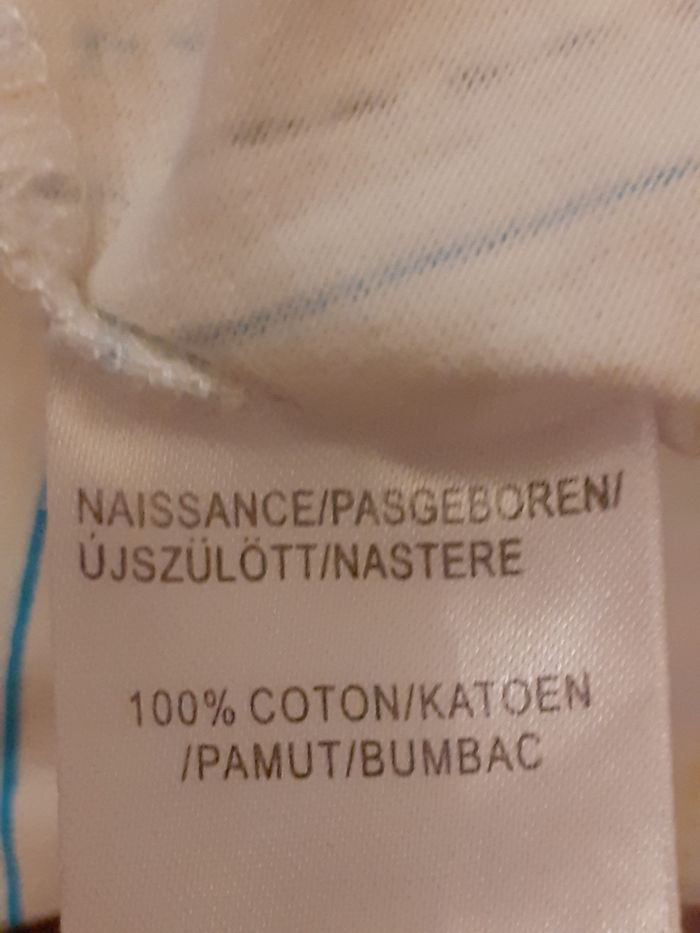 NAISSANCE/PASGEBOREN/
ÚJSZÜLÖTT/NASTERE
100% COTON/KATOEN
/PAMUT/BUMBAC